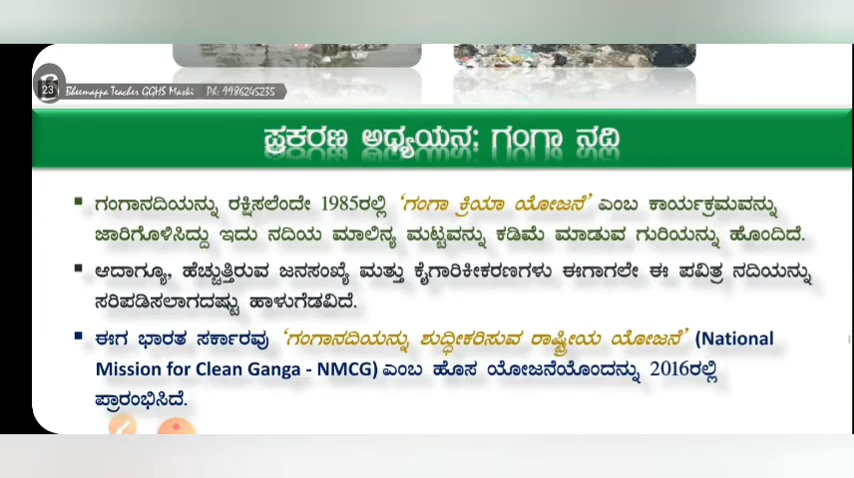 23
Bheemappa Teacher GGHS Maski Ph: 9986245235
ಪ್ರಕರಣ ಅಧ್ಯಯನ: ಗಂಗಾ ನದಿ
▪ ಗಂಗಾನದಿಯನ್ನು ರಕ್ಷಿಸಲೆಂದೇ 1985ರಲ್ಲಿ ‘ಗಂಗಾ ಕ್ರಿಯಾ ಯೋಜನೆ’ ಎಂಬ ಕಾರ್ಯಕ್ರಮವನ್ನು
ಜಾರಿಗೊಳಿಸಿದ್ದು ಇದು ನದಿಯ ಮಾಲಿನ್ಯ ಮಟ್ಟವನ್ನು ಕಡಿಮೆ ಮಾಡುವ ಗುರಿಯನ್ನು ಹೊಂದಿದೆ.
▪ ಆದಾಗ್ಯೂ, ಹೆಚ್ಚುತ್ತಿರುವ ಜನಸಂಖ್ಯೆ ಮತ್ತು ಕೈಗಾರಿಕೀಕರಣಗಳು ಈಗಾಗಲೇ ಈ ಪವಿತ್ರ ನದಿಯನ್ನು
ಸರಿಪಡಿಸಲಾಗದಷ್ಟು ಹಾಳುಗೆಡವಿದೆ.
▪ ಈಗ ಭಾರತ ಸರ್ಕಾರವು ‘ಗಂಗಾನದಿಯನ್ನು ಶುದ್ಧೀಕರಿಸುವ ರಾಷ್ಟ್ರೀಯ ಯೋಜನೆ’ (National
Mission for Clean Ganga - NMCG) ಎಂಬ ಹೊಸ ಯೋಜನೆಯೊಂದನ್ನು 2016ರಲ್ಲಿ
ಪ್ರಾರಂಭಿಸಿದೆ.